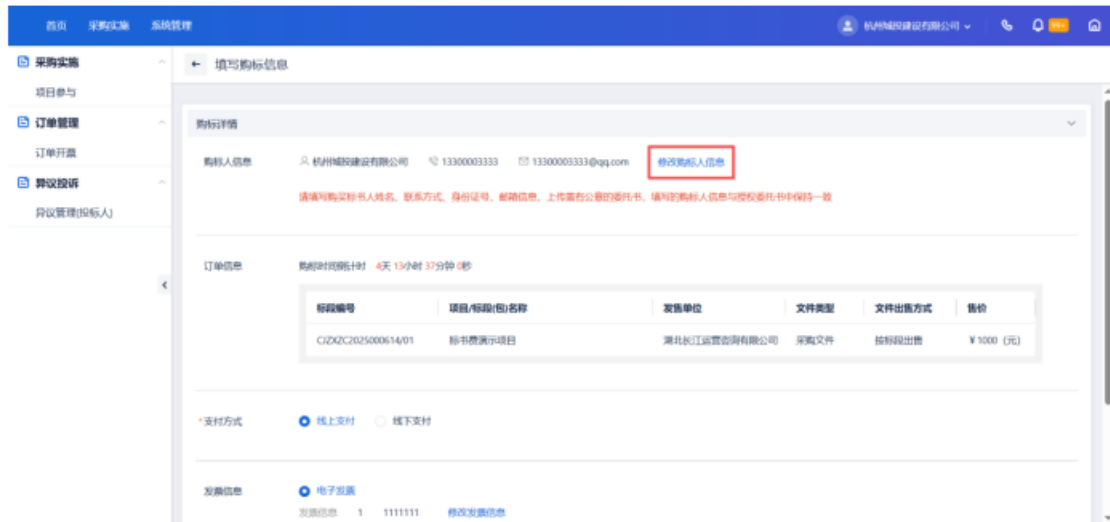 首页 采购实施 系统管理 杭州城投建设有限公司 99+
采购实施
项目参与
订单管理
订单开票
异议投诉
异议管理(投标人)
← 填写购标信息
购标详情
购标人信息 杭州城投建设有限公司 13300003333 13300003333@qq.com 修改购标人信息
请填写购买标书人姓名、联系方式、身份证号、邮箱信息、上传盖有公章的委托书，填写的购标人信息与授权委托书中保持一致
订单信息 购标时间倒计时 4天 13小时 37分钟 0秒
标段编号 项目/标段(包)名称 发售单位 文件类型 文件出售方式 售价
CJZXZC2025000614/01 标书费演示项目 湖北长江运营咨询有限公司 采购文件 按标段出售 ¥ 1000 (元)
*支付方式 线上支付 线下支付
发票信息 电子发票
发票信息 1 1111111 修改发票信息